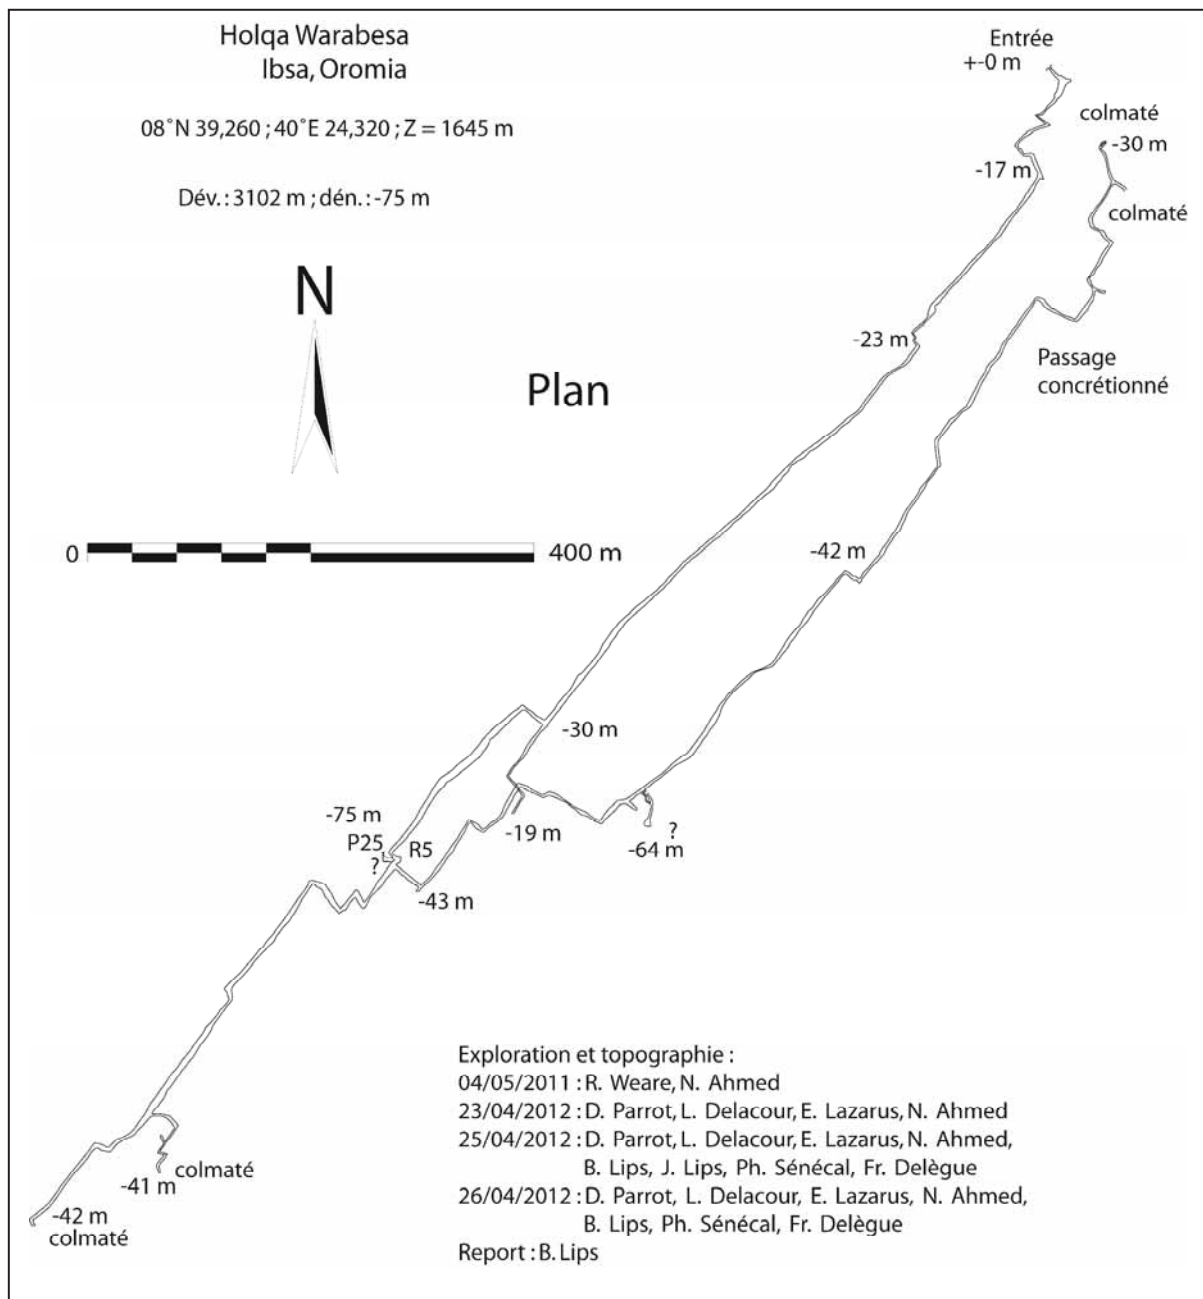 Holqa Warabesa
Ibsa, Oromia
08°N 39,260 ; 40°E 24,320 ; Z = 1645 m
Dév. : 3102 m ; dén. : -75 m
Entrée
+-0 m
colmaté
-30 m
-17 m
colmaté
N
-23 m
Passage
concrétionné
Plan
0
400 m
-42 m
-30 m
-75 m
P25
R5
?
-19 m
?
-64 m
-43 m
colmaté
-41 m
-42 m
colmaté
Exploration et topographie :
04/05/2011 : R. Weare, N. Ahmed
23/04/2012 : D. Parrot, L. Delacour, E. Lazarus, N. Ahmed
25/04/2012 : D. Parrot, L. Delacour, E. Lazarus, N. Ahmed,
B. Lips, J. Lips, Ph. Sénécal, Fr. Delègue
26/04/2012 : D. Parrot, L. Delacour, E. Lazarus, N. Ahmed,
B. Lips, Ph. Sénécal, Fr. Delègue
Report : B. Lips